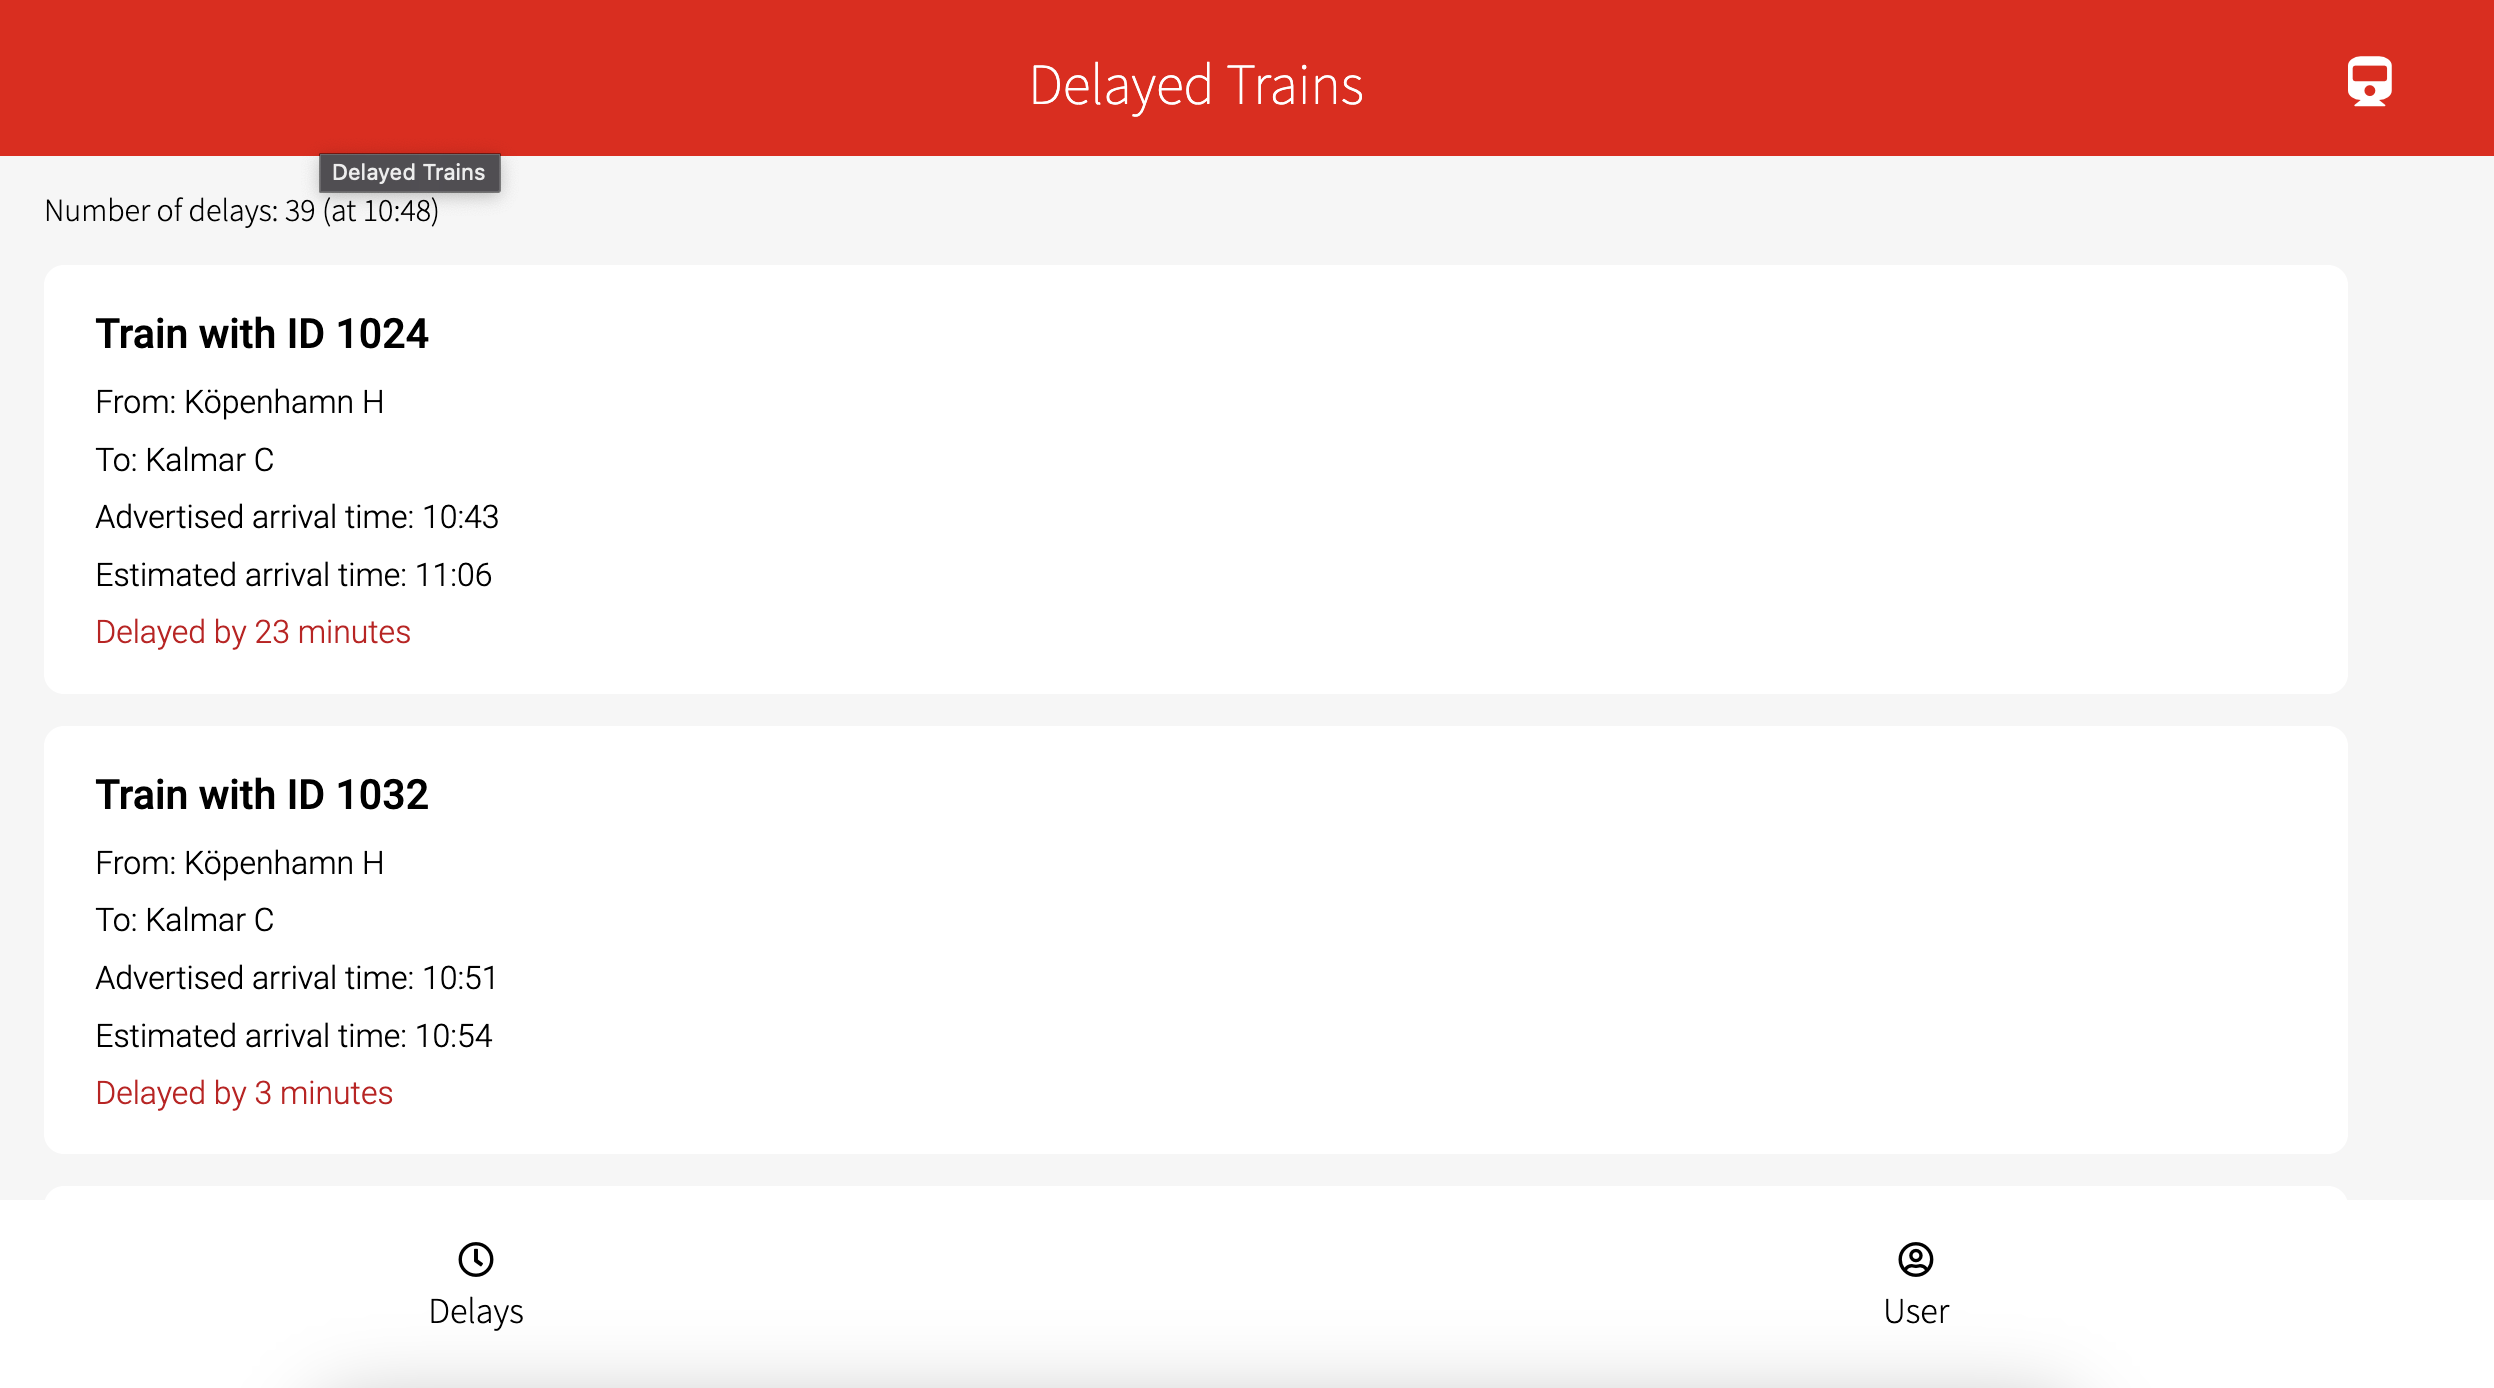 Delayed Trains
Delayed Trains
Number of delays: 39 (at 10:48)
Train with ID 1024
From: Köpenhamn H
To: Kalmar C
Advertised arrival time: 10:43
Estimated arrival time: 11:06
Delayed by 23 minutes
Train with ID 1032
From: Köpenhamn H
To: Kalmar C
Advertised arrival time: 10:51
Estimated arrival time: 10:54
Delayed by 3 minutes
Delays
User